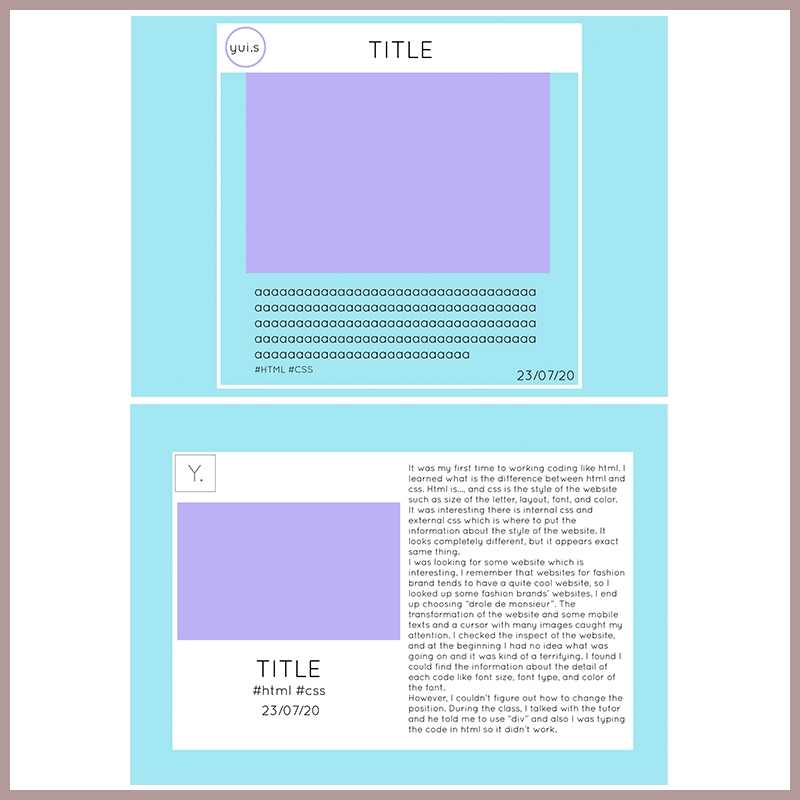 yui.s
TITLE
aaaaaaaaaaaaaaaaaaaaaaaaaaaaaaaaaa
aaaaaaaaaaaaaaaaaaaaaaaaaaaaaaaaaa
aaaaaaaaaaaaaaaaaaaaaaaaaaaaaaaaaa
aaaaaaaaaaaaaaaaaaaaaaaaaaaaaaaaaa
aaaaaaaaaaaaaaaaaaaaaaaaaa
#HTML #CSS
23/07/20
Y.
TITLE
#html #css
23/07/20
It was my first time to working coding like html. I
learned what is the difference between html and
css. Html is..., and css is the style of the website
such as size of the letter, layout, font, and color.
It was interesting there is internal css and
external css which is where to put the
information about the style of the website. It
looks completely different, but it appears exact
same thing.
I was looking for some website which is
interesting. I remember that websites for fashion
brand tends to have a quite cool website, so I
looked up some fashion brands' websites. I end
up choosing "drole de monsieur". The
transformation of the website and some mobile
texts and a cursor with many images caught my
attention. I checked the inspect of the website,
and at the beginning I had no idea what was
going on and it was kind of a terrifying. I found I
could find the information about the detail of
each code like font size, font type, and color of
the font.
However, I couldn't figure out how to change the
position. During the class, I talked with the tutor
and he told me to use "div" and also I was typing
the code in html so it didn't work.